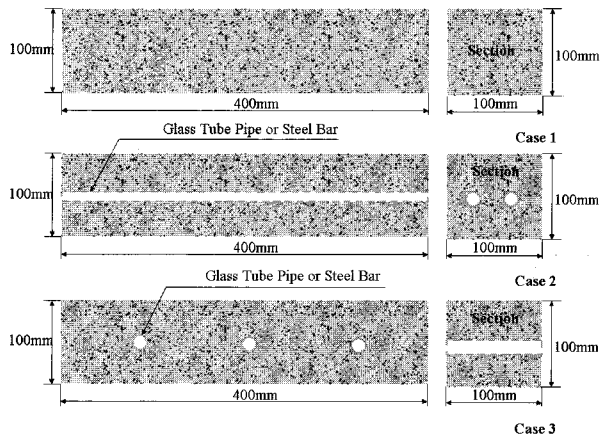 100mm
400mm
Section
100mm
100mm
Case 1
Glass Tube Pipe or Steel Bar
100mm
400mm
Section
100mm
100mm
Case 2
Glass Tube Pipe or Steel Bar
100mm
400mm
Section
100mm
100mm
Case 3